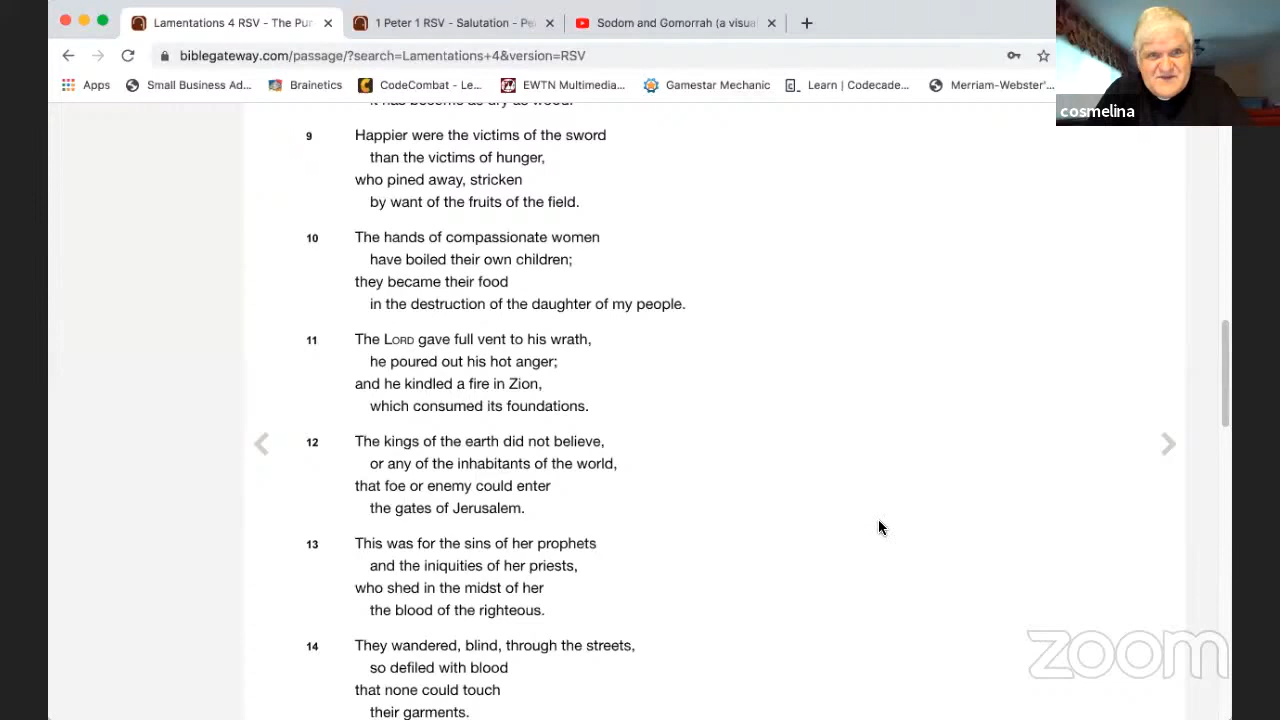 Lamentations 4 RSV - The Pun
1 Peter 1 RSV - Salutation - Pe
Sodom and Gomorrah (a visua
biblegateway.com/passage/?search=Lamentations+4&version=RSV
Apps
Small Business Ad...
Brainetics
CodeCombat - Le...
EWTN Multimedia...
Gamestar Mechanic
Learn | Codecade...
Merriam-Webster'...
cosmelina
it has become as dry as wood.
9 Happier were the victims of the sword
than the victims of hunger,
who pined away, stricken
by want of the fruits of the field.
10 The hands of compassionate women
have boiled their own children;
they became their food
in the destruction of the daughter of my people.
11 The LORD gave full vent to his wrath,
he poured out his hot anger;
and he kindled a fire in Zion,
which consumed its foundations.
12 The kings of the earth did not believe,
or any of the inhabitants of the world,
that foe or enemy could enter
the gates of Jerusalem.
13 This was for the sins of her prophets
and the iniquities of her priests,
who shed in the midst of her
the blood of the righteous.
14 They wandered, blind, through the streets,
so defiled with blood
that none could touch
their garments.
zoom